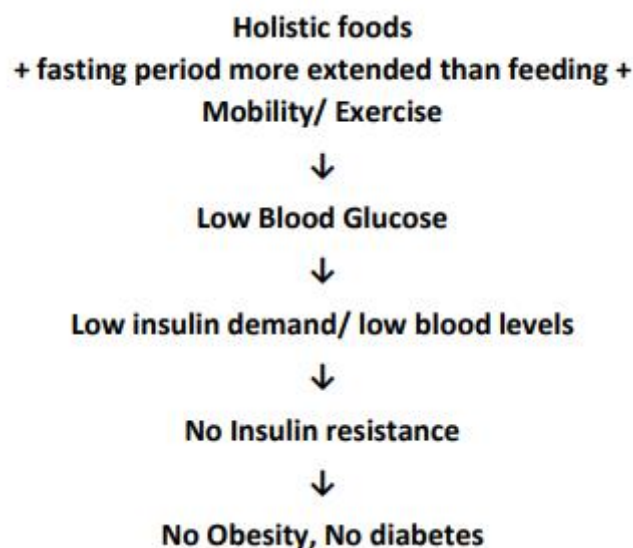 Holistic foods
+ fasting period more extended than feeding +
Mobility/ Exercise
↓
Low Blood Glucose
↓
Low insulin demand/ low blood levels
↓
No Insulin resistance
↓
No Obesity, No diabetes